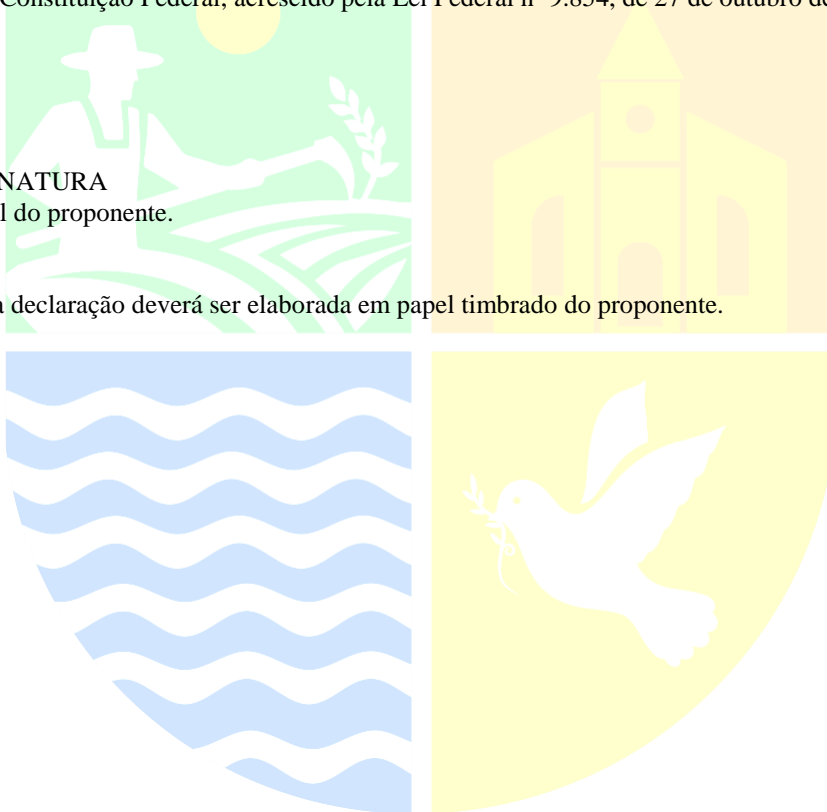 Constituição Federal, acrescido pela Lei Federal nº 9.854, de 27 de outubro de
NATURA
l do proponente.
a declaração deverá ser elaborada em papel timbrado do proponente.